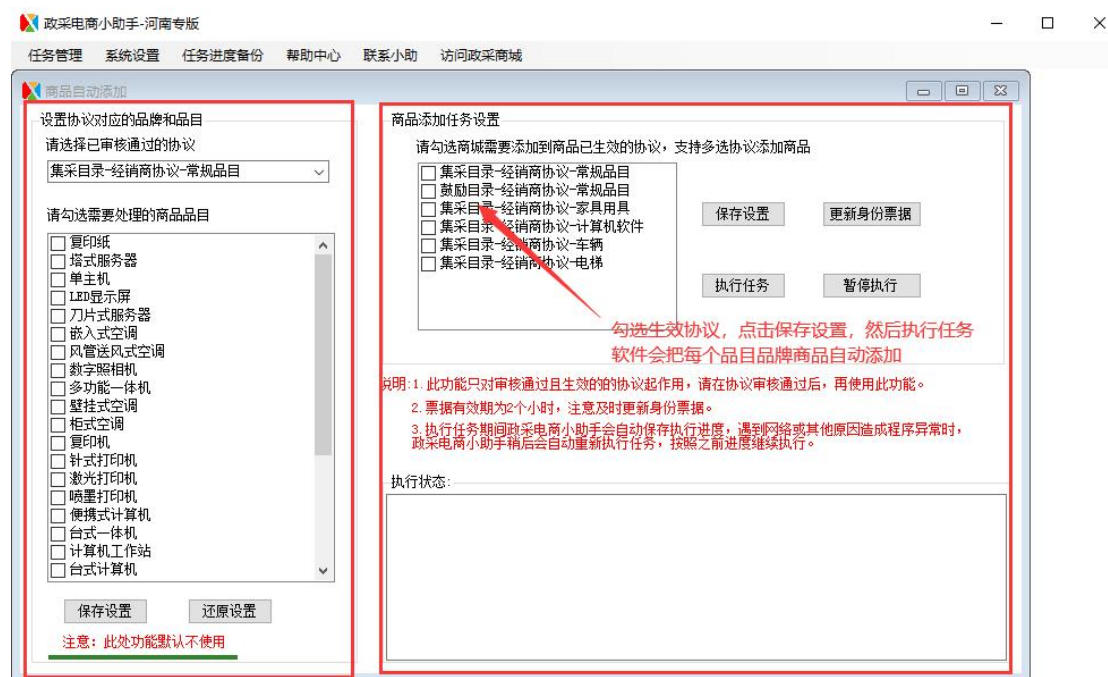 政采电商小助手-河南专版
任务管理 系统设置 任务进度备份 帮助中心 联系小助 访问政采商城
商品自动添加
设置协议对应的品牌和品目
请选择已审核通过的协议
集采目录-经销商协议-常规品目
请勾选需要处理的商品品目
复印纸
塔式服务器
单主机
LED显示屏
刀片式服务器
嵌入式空调
风管送风式空调
数字照相机
多功能一体机
壁挂式空调
柜式空调
复印机
针式打印机
激光打印机
喷墨打印机
便携式计算机
台式一体机
计算机工作站
台式计算机
保存设置 还原设置
注意：此处功能默认不使用
商品添加任务设置
请勾选商城需要添加到商品已生效的协议，支持多选协议添加商品
集采目录-经销商协议-常规品目
鼓励目录-经销商协议-常规品目
集采目录-经销商协议-家具用具
集采目录-经销商协议-计算机软件
集采目录-经销商协议-车辆
集采目录-经销商协议-电梯
保存设置 更新身份票据
执行任务 暂停执行
勾选生效协议，点击保存设置，然后执行任务
软件会把每个品目品牌商品自动添加
说明:1.此功能只对审核通过且生效的的协议起作用，请在协议审核通过后，再使用此功能。
2.票据有效期为2个小时，注意及时更新身份票据。
3.执行任务期间政采电商小助手会自动保存执行进度，遇到网络或其他原因造成程序异常时，
政采电商小助手稍后会自动重新执行任务，按照之前进度继续执行。
执行状态: